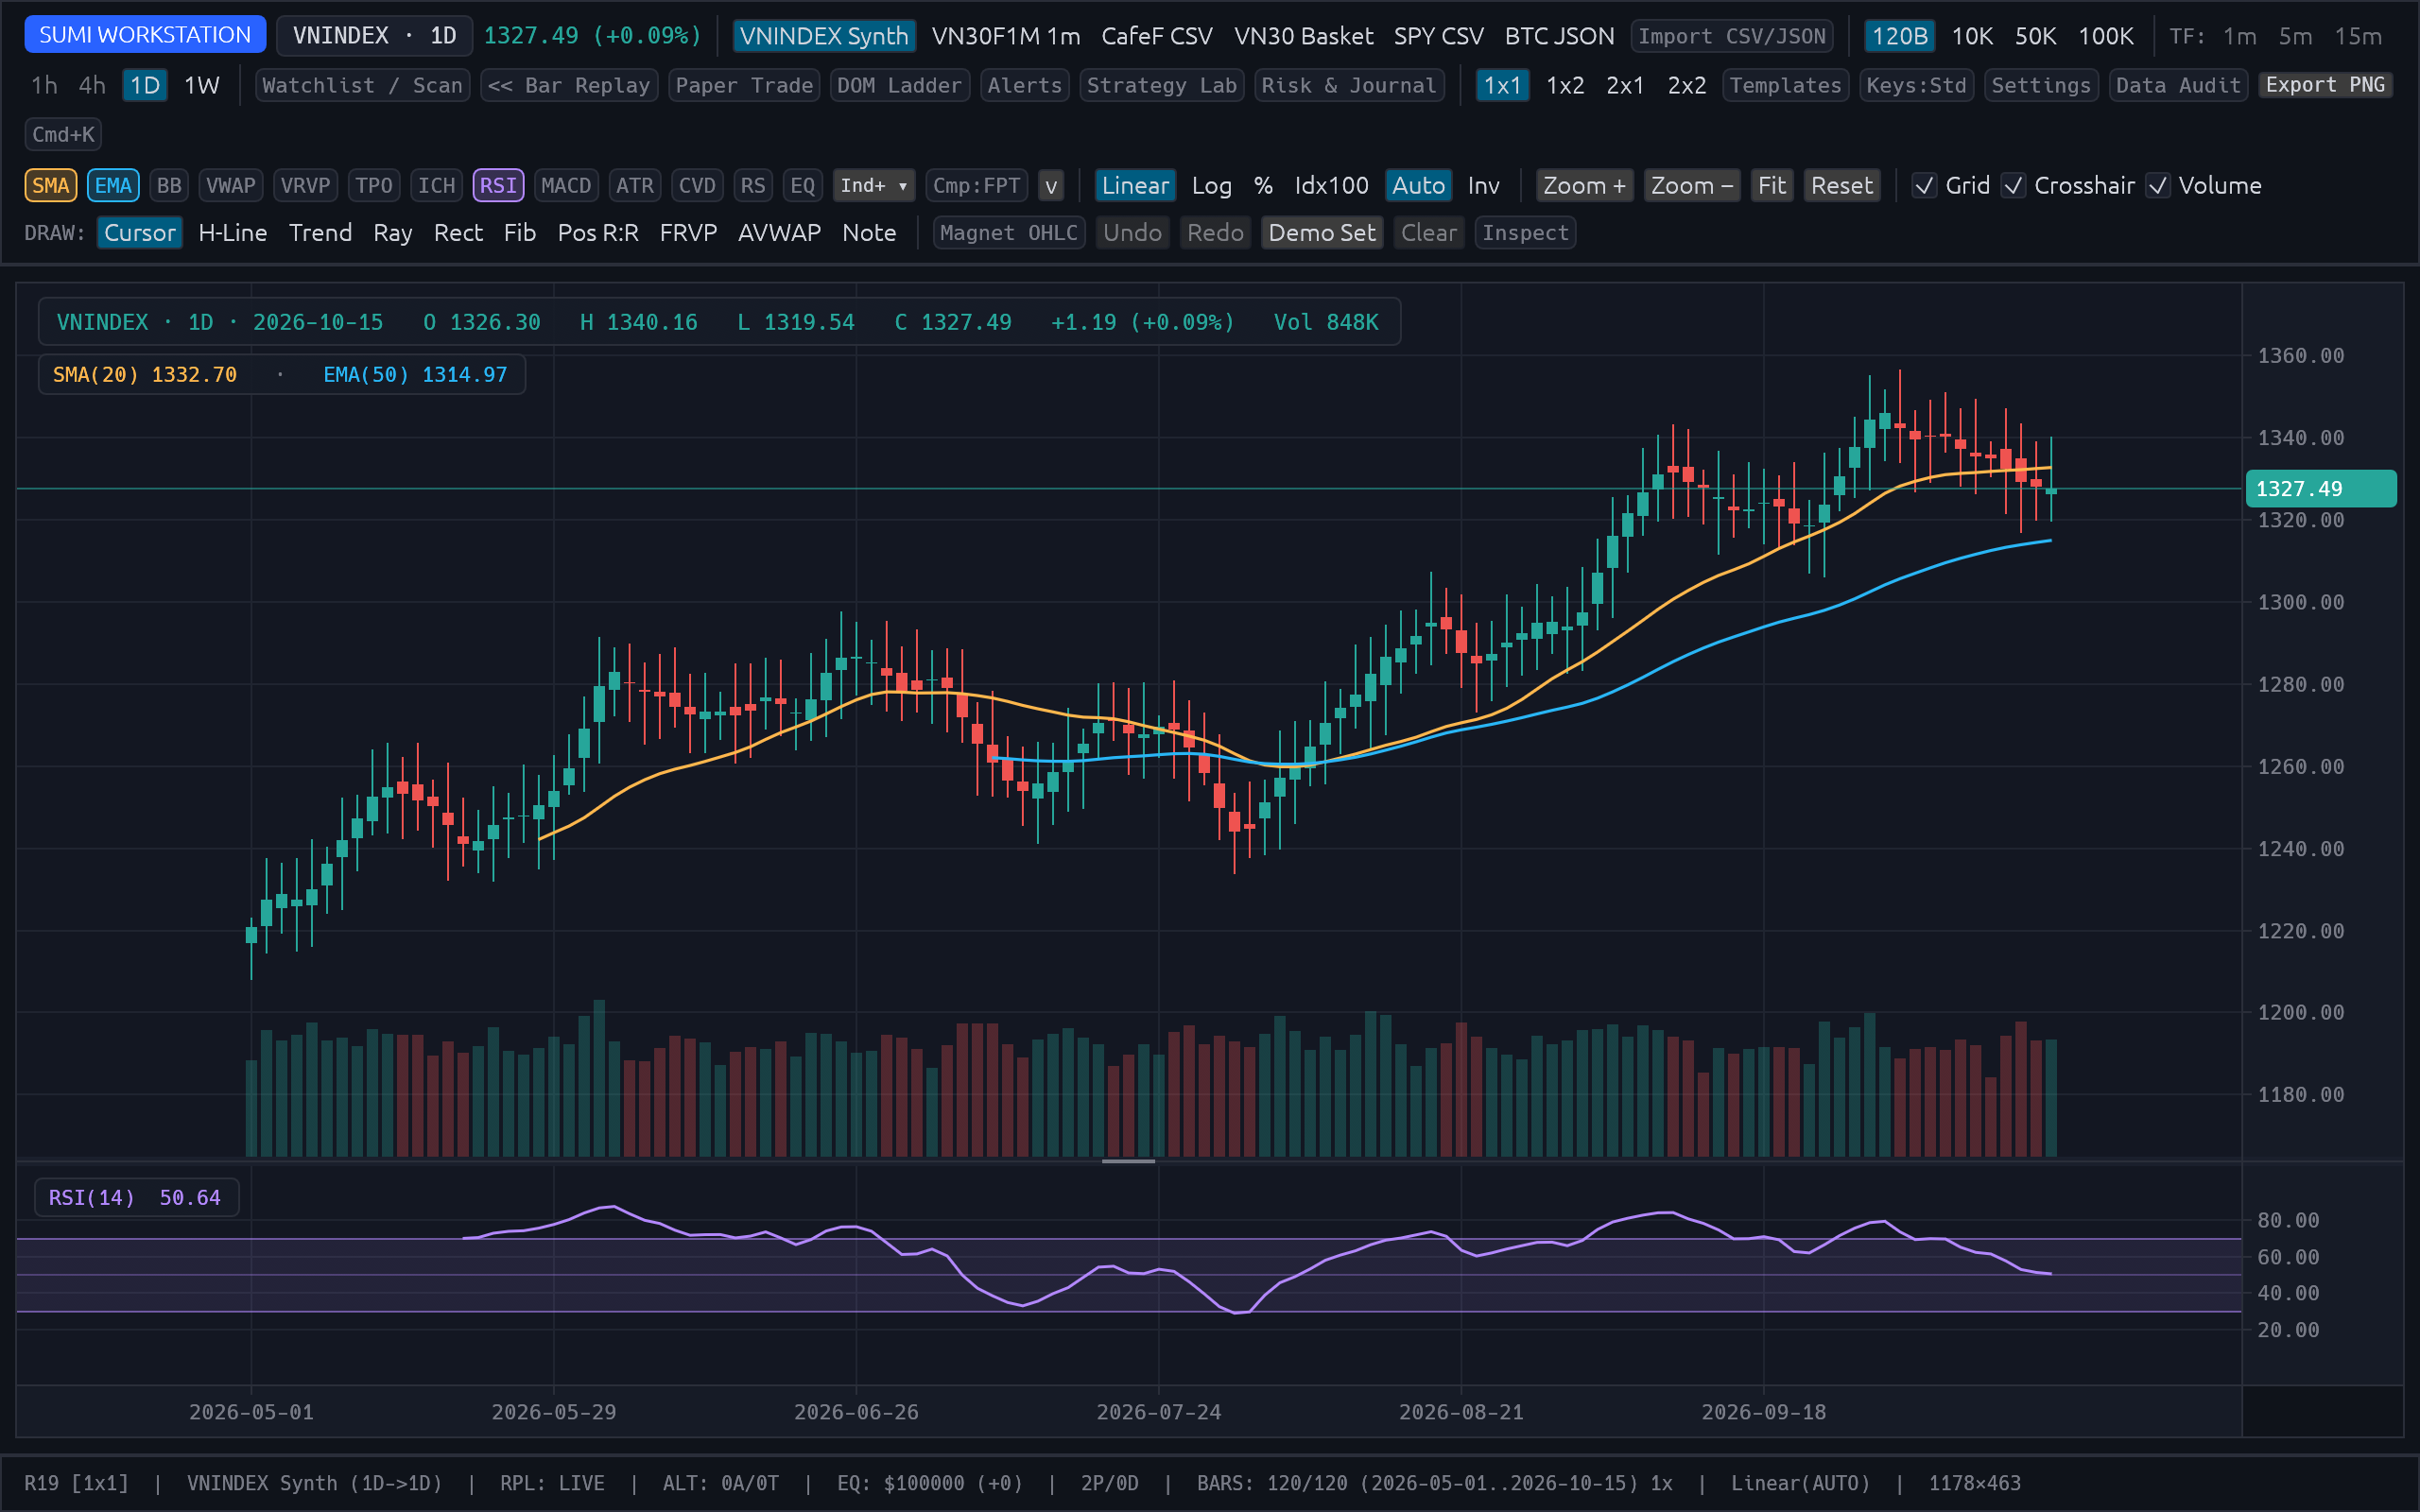 SUMI WORKSTATION VNINDEX · 1D 1327.49 (+0.09%) VNINDEX Synth VN30F1M 1m CafeF CSV VN30 Basket SPY CSV BTC JSON Import CSV/JSON 120B 10K 50K 100K TF: 1m 5m 15m
1h 4h 1D 1W Watchlist / Scan << Bar Replay Paper Trade DOM Ladder Alerts Strategy Lab Risk & Journal 1x1 1x2 2x1 2x2 Templates Keys:Std Settings Data Audit Export PNG
Cmd+K
SMA EMA BB VWAP VRVP TPO ICH RSI MACD ATR CVD RS EQ Ind+ ▾ Cmp:FPT v Linear Log % Idx100 Auto Inv Zoom + Zoom − Fit Reset Grid Crosshair Volume
DRAW: Cursor H-Line Trend Ray Rect Fib Pos R:R FRVP AVWAP Note Magnet OHLC Undo Redo Demo Set Clear Inspect
VNINDEX · 1D · 2026-10-15 O 1326.30 H 1340.16 L 1319.54 C 1327.49 +1.19 (+0.09%) Vol 848K
SMA(20) 1332.70 · EMA(50) 1314.97
1360.00
1340.00
1327.49
1320.00
1300.00
1280.00
1260.00
1240.00
1220.00
1200.00
1180.00
RSI(14) 50.64
80.00
60.00
40.00
20.00
2026-05-01 2026-05-29 2026-06-26 2026-07-24 2026-08-21 2026-09-18
R19 [1x1] | VNINDEX Synth (1D->1D) | RPL: LIVE | ALT: 0A/0T | EQ: $100000 (+0) | 2P/0D | BARS: 120/120 (2026-05-01..2026-10-15) 1x | Linear(AUTO) | 1178×463